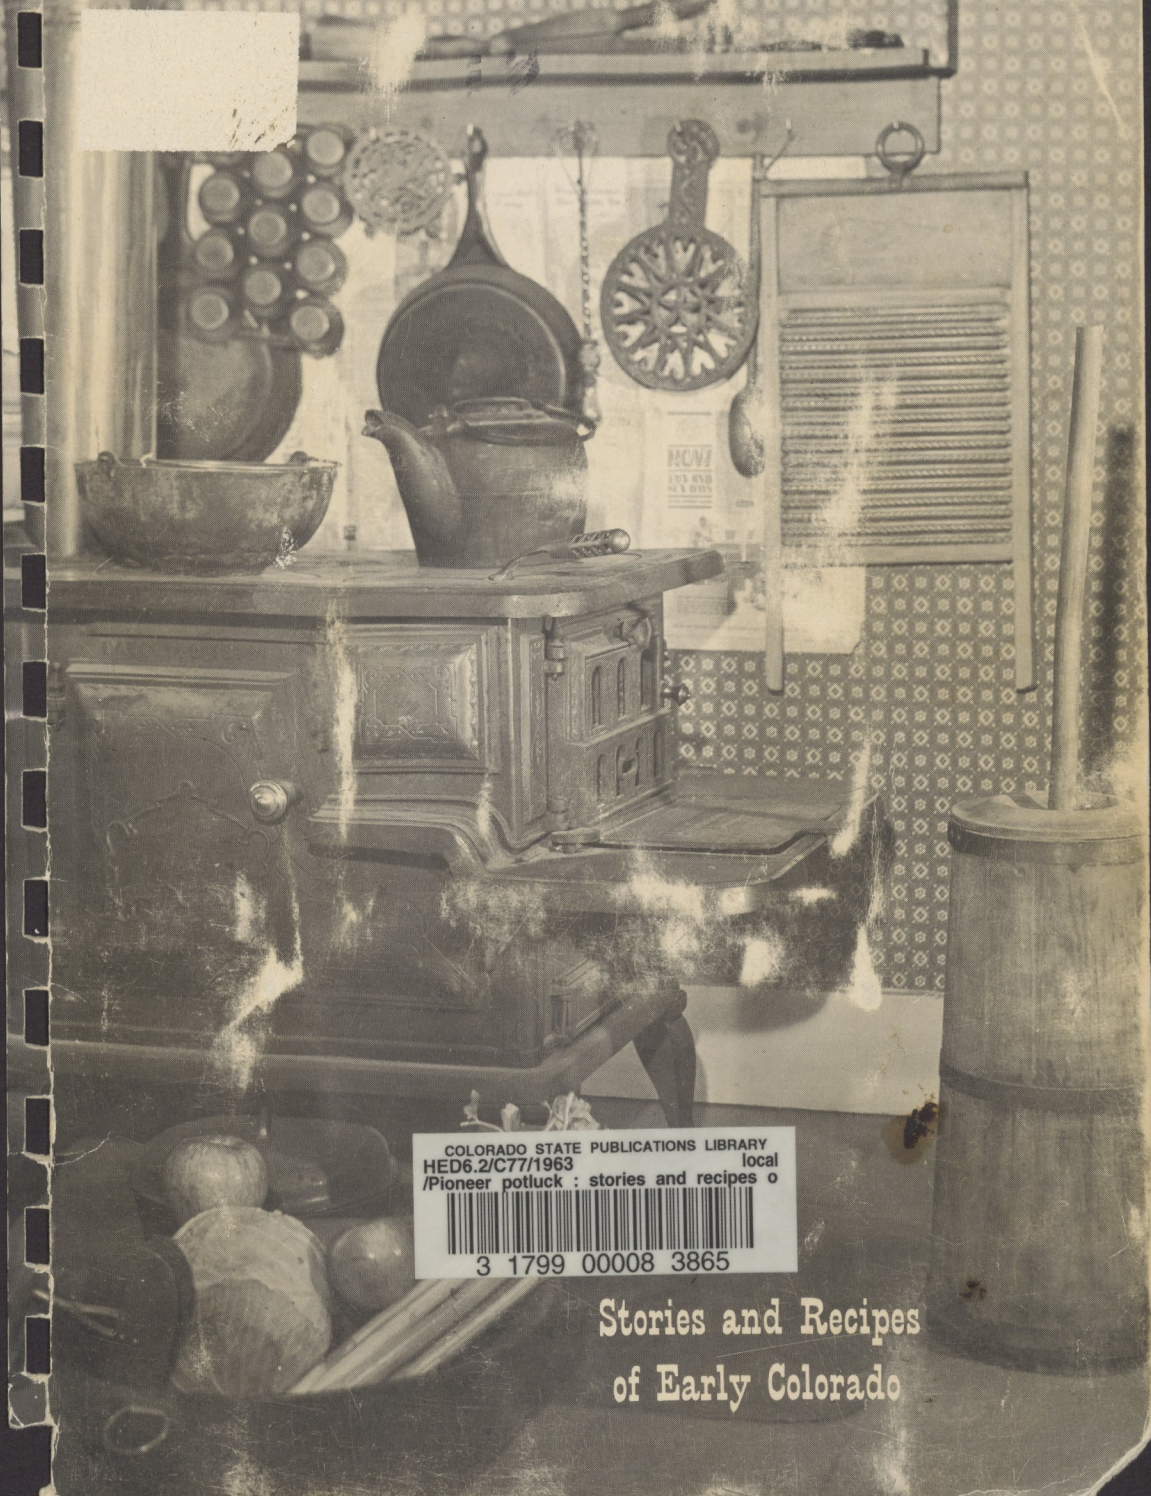 COLORADO STATE PUBLICATIONS LIBRARY
HED6.2/C77/1963 local
/Pioneer potluck : stories and recipes o
3 1799 00008 3865
Stories and Recipes
of Early Colorado